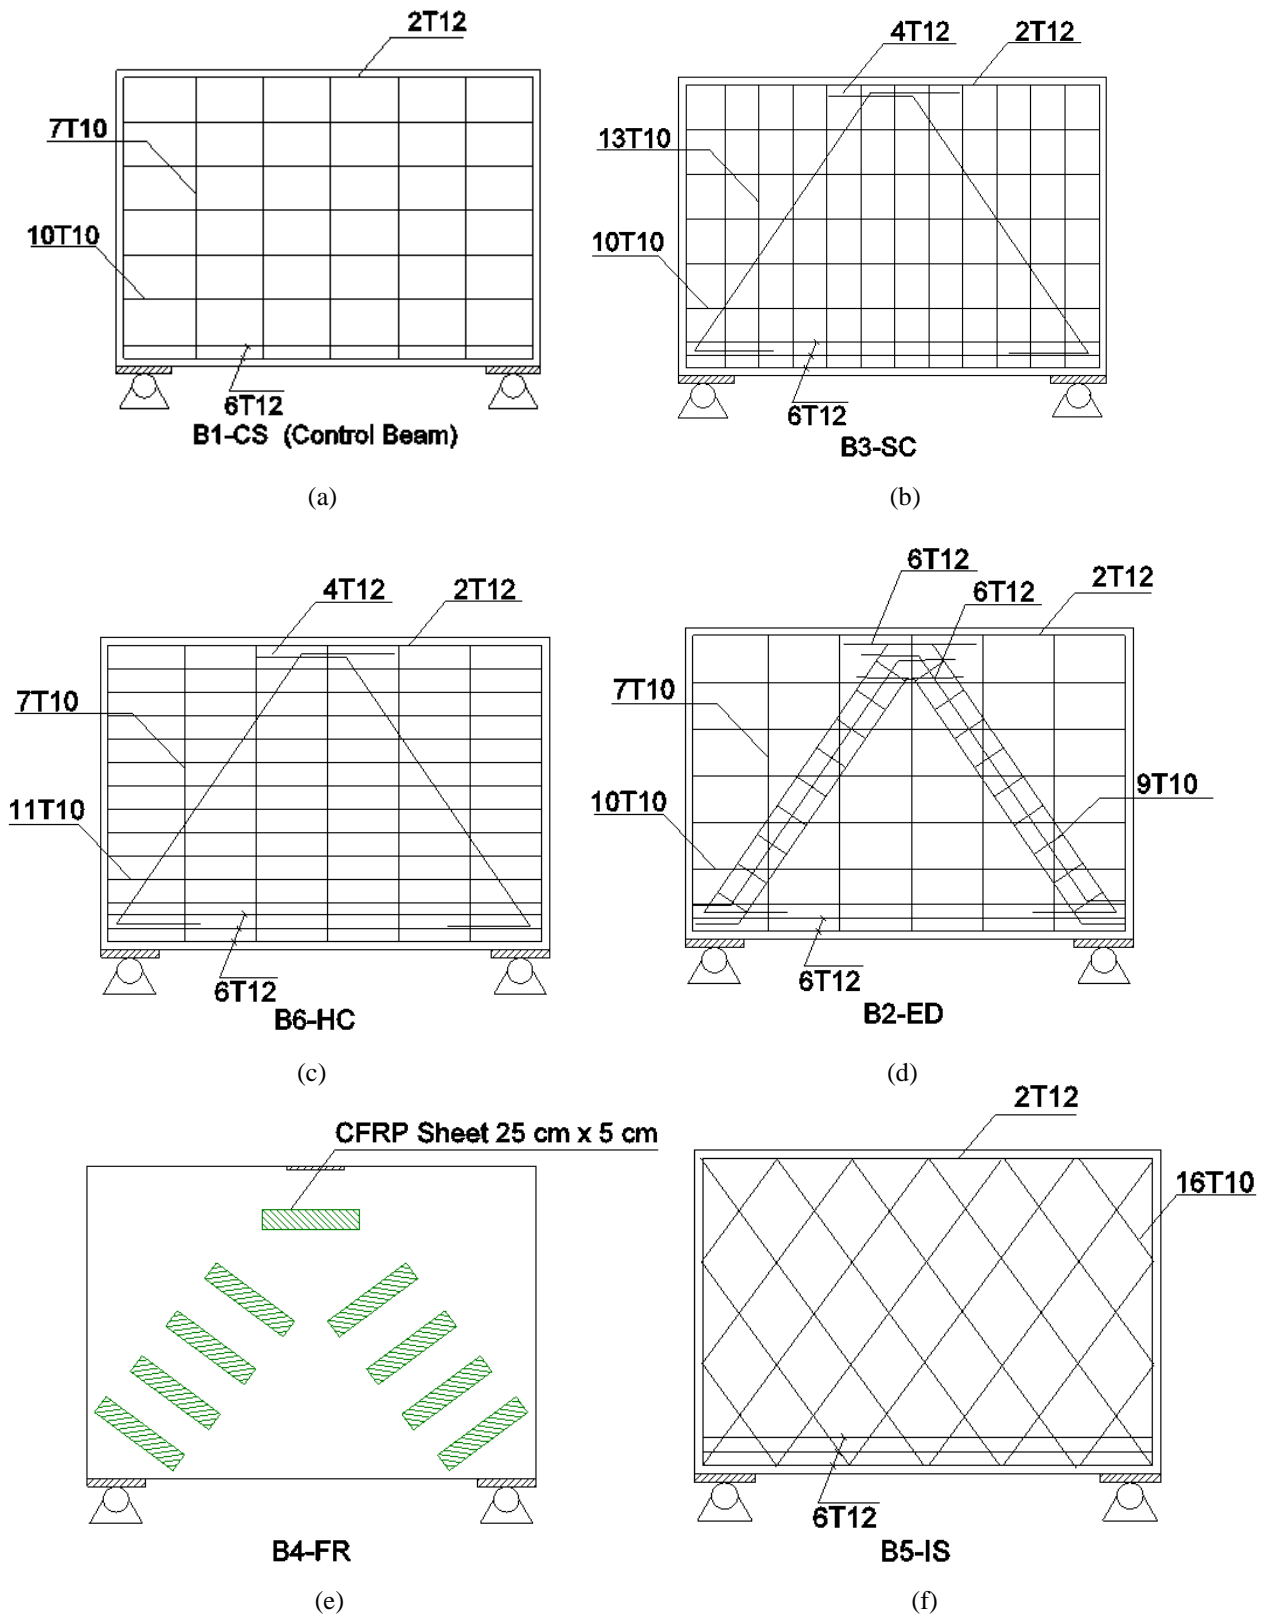 2T12
7T10
10T10
6T12
B1-CS (Control Beam)
(a)
4T12
2T12
13T10
10T10
6T12
B3-SC
(b)
4T12
2T12
7T10
11T10
6T12
B6-HC
(c)
6T12
6T12
2T12
7T10
10T10
9T10
6T12
B2-ED
(d)
CFRP Sheet 25 cm x 5 cm
B4-FR
(e)
2T12
16T10
6T12
B5-IS
(f)